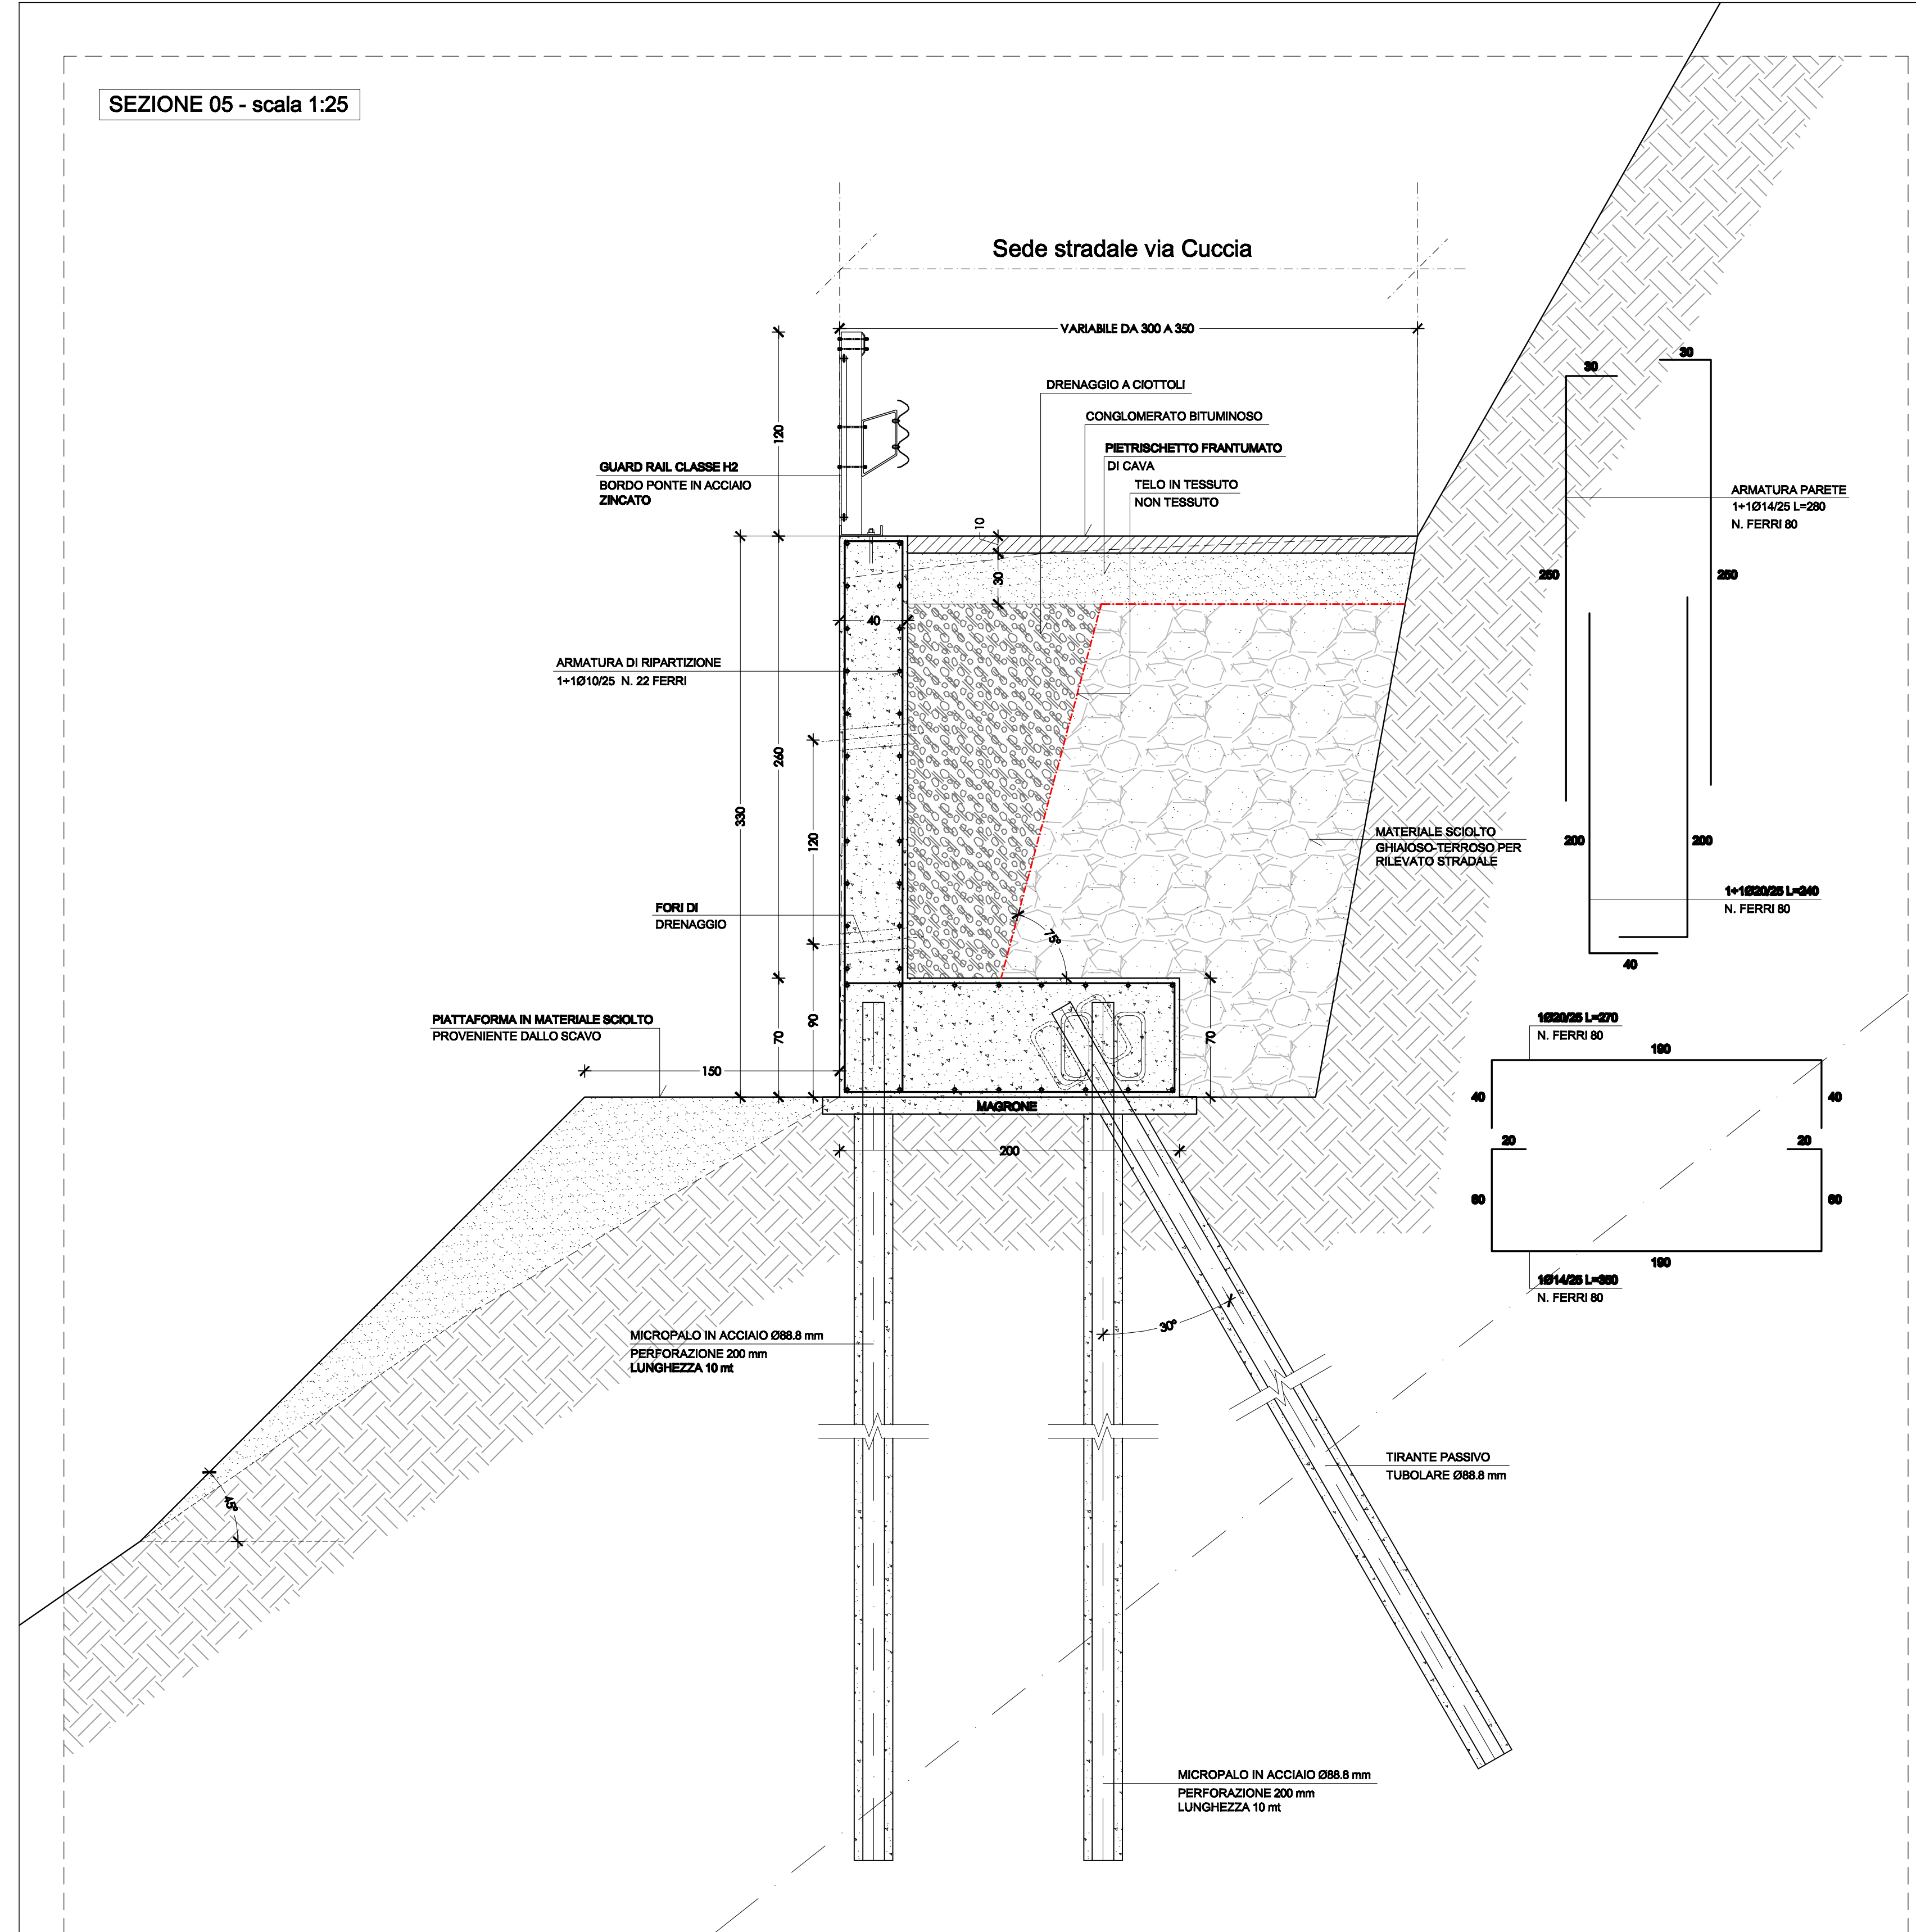 SEZIONE 05 - scala 1:25
Sede stradale via Cuccia
VARIABILE DA 300 A 350
DRENAGGIO A CIOTTOLI
CONGLOMERATO BITUMINOSO
PIETRISCHETTO FRANTUMATO
DI CAVA
TELO IN TESSUTO
NON TESSUTO
120
GUARD RAIL CLASSE H2
BORDO PONTE IN ACCIAIO
ZINCATO
10
30
40
ARMATURA DI RIPARTIZIONE
1+1Ø10/25 N. 22 FERRI
260
330
120
FORI DI
DRENAGGIO
75°
MATERIALE SCIOLTO
GHIAIOSO-TERROSO PER
RILEVATO STRADALE
PIATTAFORMA IN MATERIALE SCIOLTO
PROVENIENTE DALLO SCAVO
70
90
70
150
MAGRONE
200
30
30
ARMATURA PARETE
1+1Ø14/25 L=280
N. FERRI 80
250
250
200
200
1+1Ø20/25 L=240
N. FERRI 80
40
1Ø20/25 L=270
N. FERRI 80
190
40
40
20
20
60
60
190
1Ø14/25 L=350
N. FERRI 80
30°
MICROPALO IN ACCIAIO Ø88.8 mm
PERFORAZIONE 200 mm
LUNGHEZZA 10 mt
45°
TIRANTE PASSIVO
TUBOLARE Ø88.8 mm
MICROPALO IN ACCIAIO Ø88.8 mm
PERFORAZIONE 200 mm
LUNGHEZZA 10 mt